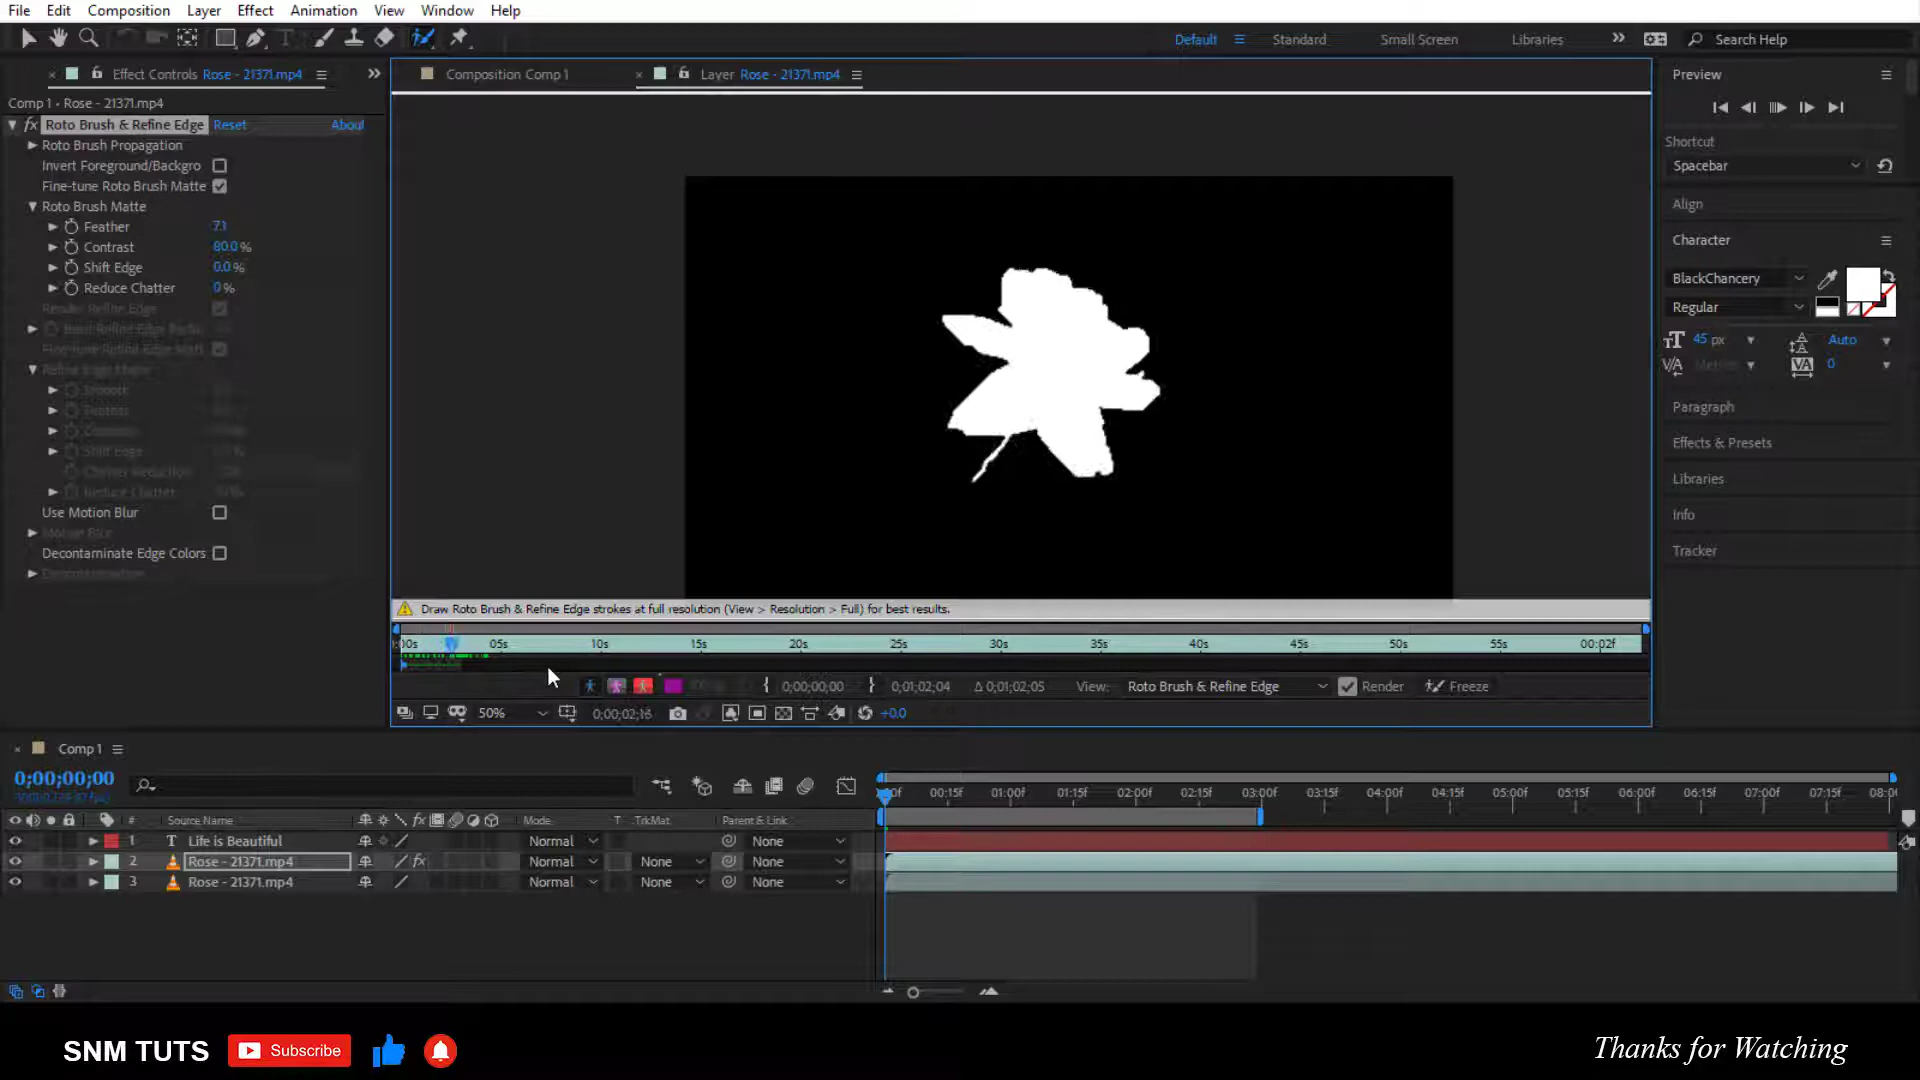 File Edit Composition Layer Effect Animation View Window Help
Default Standard Small Screen Libraries Search Help
Effect Controls Rose - 21371.mp4
Comp 1 • Rose - 21371.mp4
fx Roto Brush & Refine Edge Reset About
Roto Brush Propagation
Invert Foreground/Backgro
Fine-tune Roto Brush Matte
Roto Brush Matte
Feather 7.1
Contrast 80.0 %
Shift Edge 0.0 %
Reduce Chatter 0 %
Render Refine Edge
Reduce Chatter
Use Motion Blur
Motion Blur
Decontaminate Edge Colors
Composition Comp 1
Layer Rose - 21371.mp4
Draw Roto Brush & Refine Edge strokes at full resolution (View > Resolution > Full) for best results.
05s 10s 15s 20s 25s 30s 35s 40s 45s 50s 55s 00:02f
0;00;00;00 0;01;02;04 Δ 0;01;02;05 View: Roto Brush & Refine Edge Render Freeze
50% +0.0
Preview
Shortcut
Spacebar
Align
Character
BlackChancery
Regular
45 px Auto
0
Paragraph
Effects & Presets
Libraries
Info
Tracker
Comp 1
0;00;00;00
00:15f 01:00f 01:15f 02:00f 02:15f 03:00f 03:15f 04:00f 04:15f 05:00f 05:15f 06:00f 06:15f 07:00f 07:15f
# Source Name fx Mode T TrkMat Parent & Link
1 T Life is Beautiful Normal None
2 Rose - 21371.mp4 fx Normal None None
3 Rose - 21371.mp4 Normal None None
SNM TUTS Subscribe Thanks for Watching